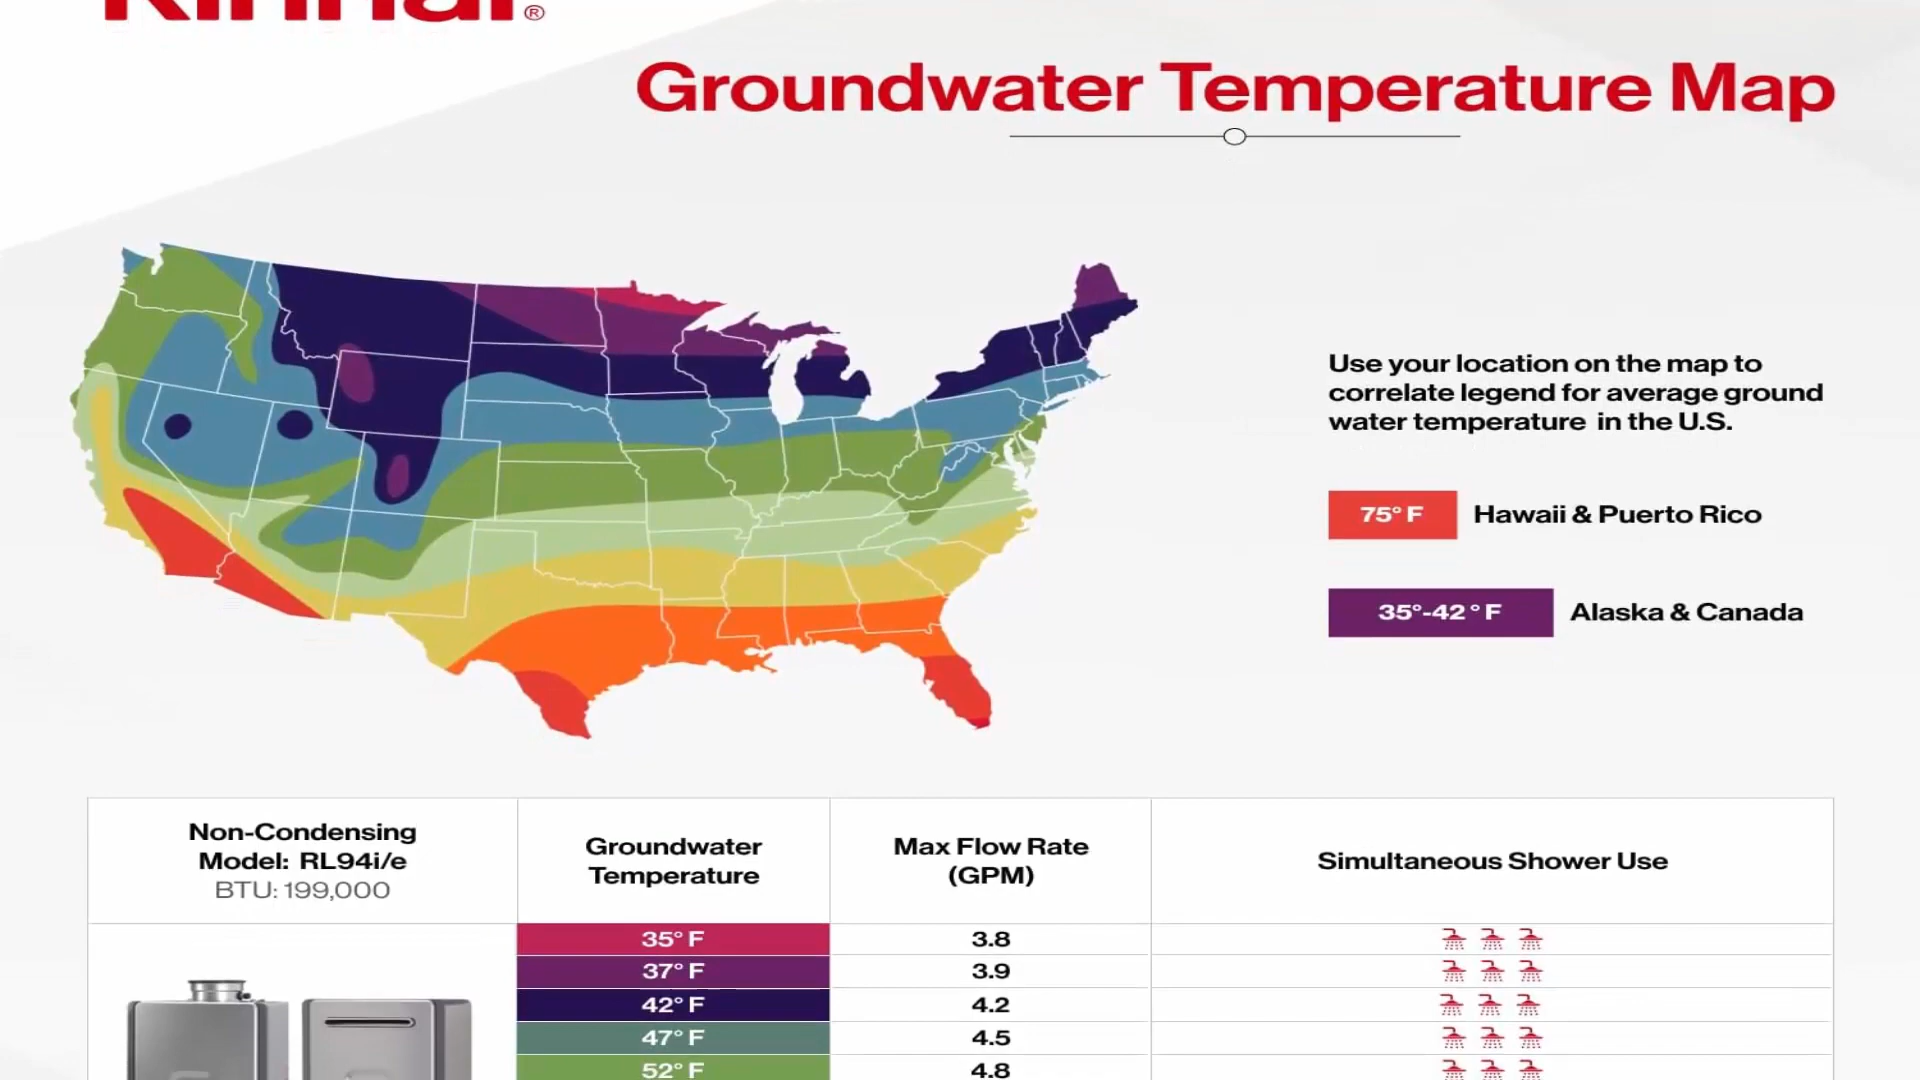 Rinnai®
Groundwater Temperature Map
Use your location on the map to
correlate legend for average ground
water temperature in the U.S.
75° F Hawaii & Puerto Rico
35°-42° F Alaska & Canada
Non-Condensing
Model: RL94i/e
BTU: 199,000
Groundwater
Temperature
Max Flow Rate
(GPM)
Simultaneous Shower Use
35° F 3.8
37° F 3.9
42° F 4.2
47° F 4.5
52° F 4.8